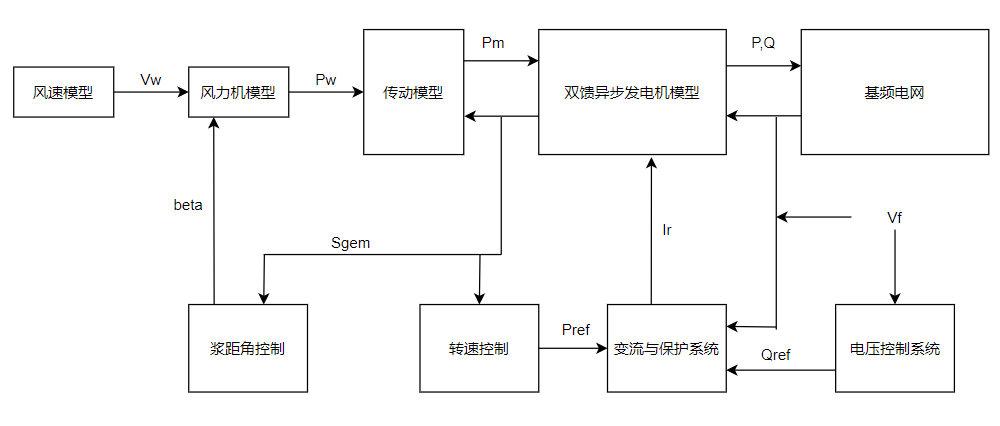 Pm
P,Q
Vw
Pw
风速模型
风力机模型
传动模型
双馈异步发电机模型
基频电网
beta
Vf
Ir
Sgem
Pref
Qref
浆距角控制
转速控制
变流与保护系统
电压控制系统